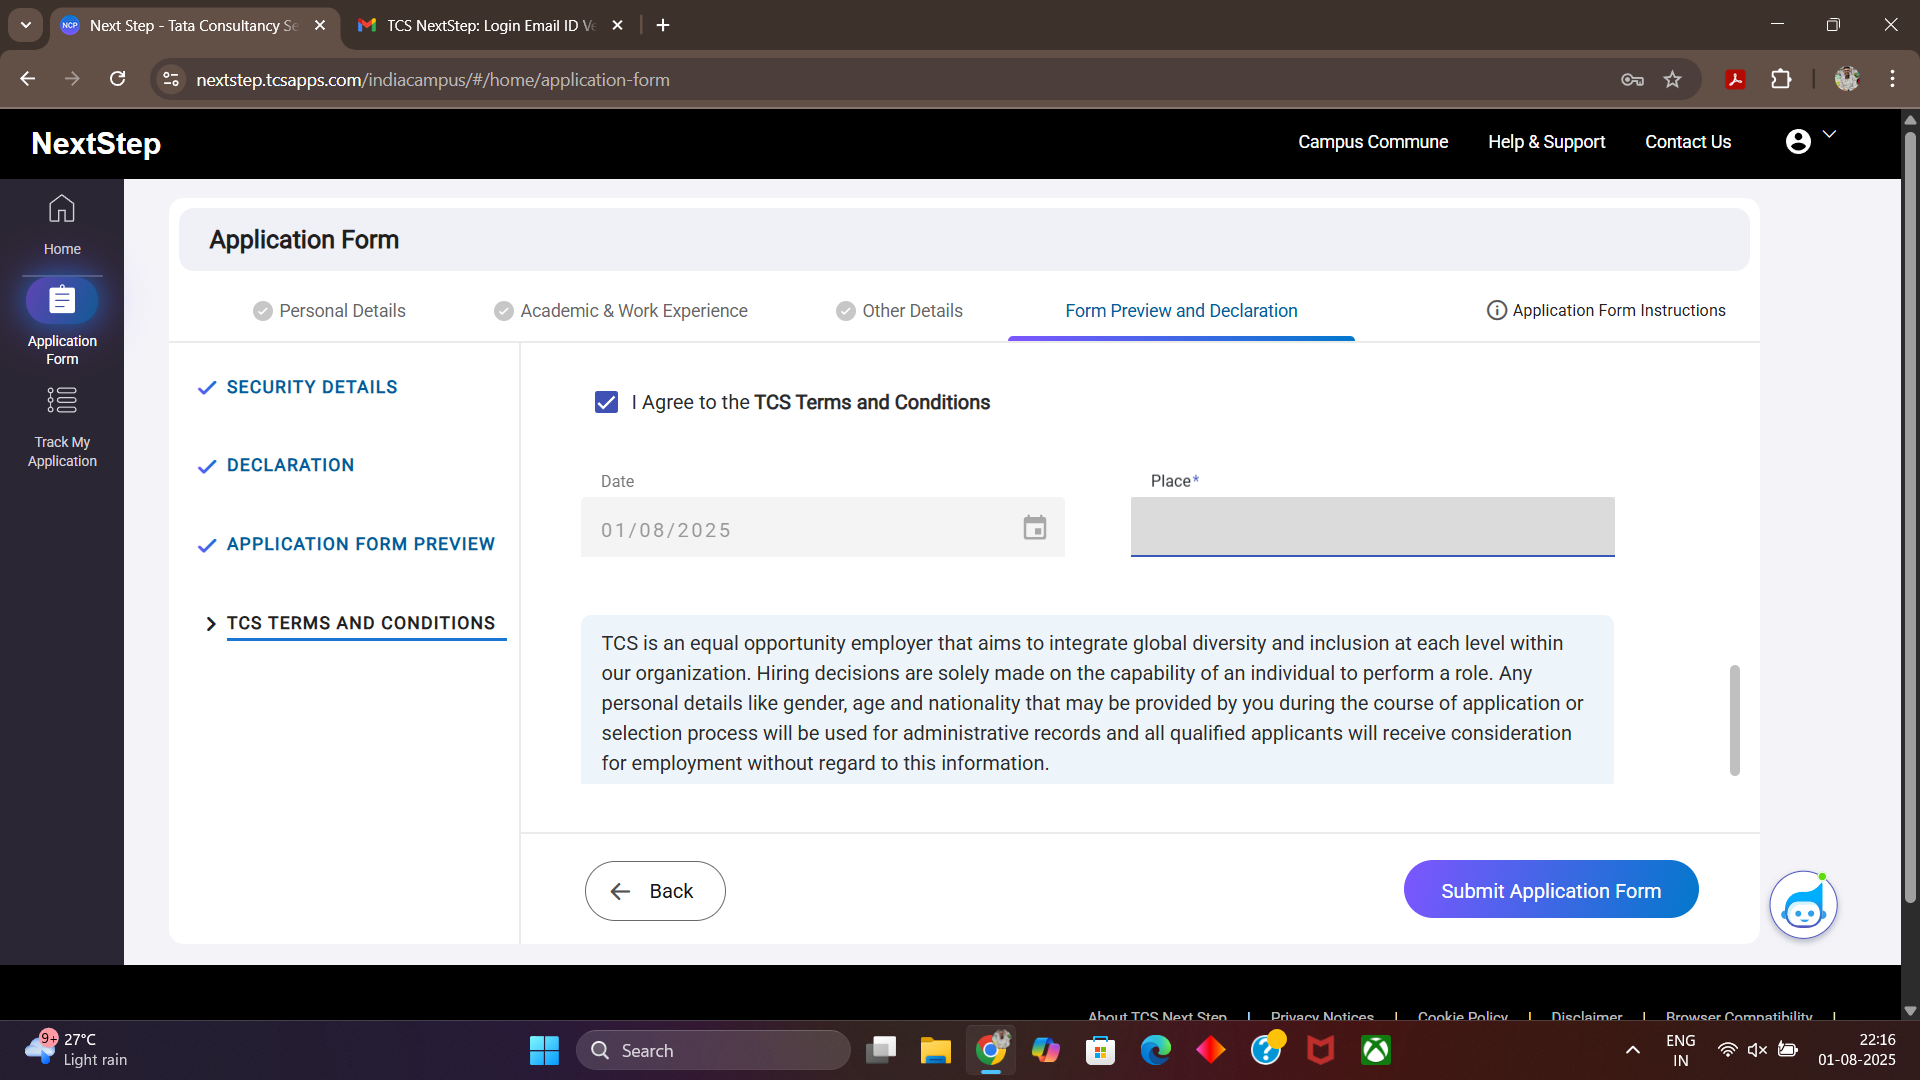 Next Step - Tata Consultancy Se
TCS NextStep: Login Email ID Ve
nextstep.tcsapps.com/indiacampus/#/home/application-form
NextStep
Campus Commune
Help & Support
Contact Us
Home
Application
Form
Track My
Application
Application Form
Personal Details
Academic & Work Experience
Other Details
Form Preview and Declaration
Application Form Instructions
SECURITY DETAILS
DECLARATION
APPLICATION FORM PREVIEW
TCS TERMS AND CONDITIONS
I Agree to the TCS Terms and Conditions
Date
Place*
01/08/2025
TCS is an equal opportunity employer that aims to integrate global diversity and inclusion at each level within
our organization. Hiring decisions are solely made on the capability of an individual to perform a role. Any
personal details like gender, age and nationality that may be provided by you during the course of application or
selection process will be used for administrative records and all qualified applicants will receive consideration
for employment without regard to this information.
Back
Submit Application Form
About TCS Next Step | Privacy Notices | Cookie Policy | Disclaimer | Browser Compatibility |
9+
27°C
Light rain
Search
ENG
IN
22:16
01-08-2025
NCP